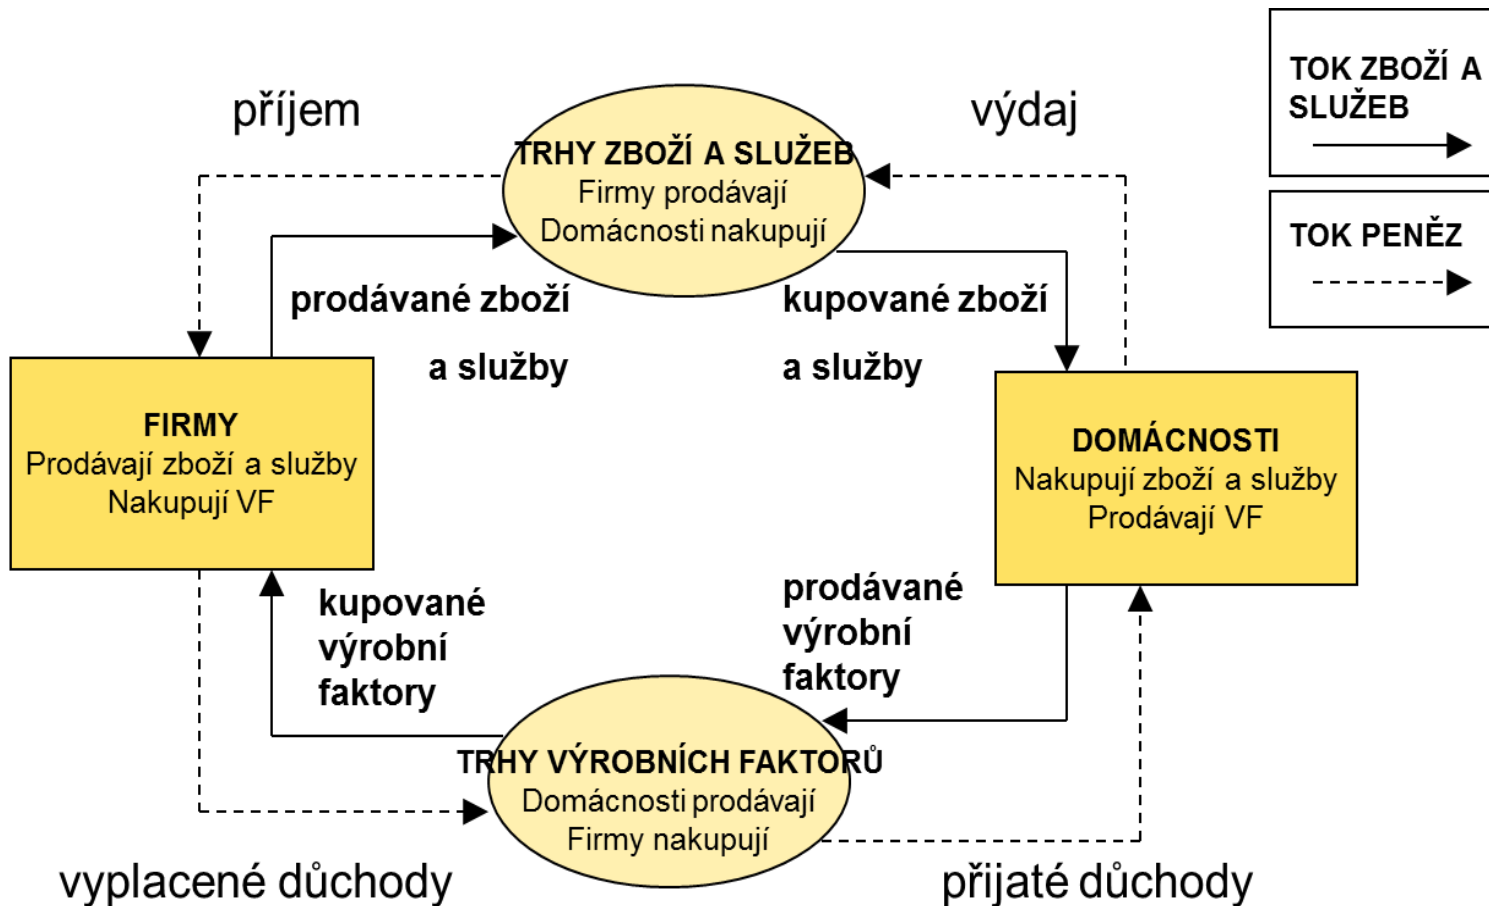 příjem
výdaj
TOK ZBOŽÍ A
SLUŽEB
TOK PENĚZ
TRHY ZBOŽÍ A SLUŽEB
Firmy prodávají
Domácnosti nakupují
prodávané zboží
a služby
kupované zboží
a služby
FIRMY
Prodávají zboží a služby
Nakupují VF
DOMÁCNOSTI
Nakupují zboží a služby
Prodávají VF
kupované
výrobní
faktory
prodávané
výrobní
faktory
TRHY VÝROBNÍCH FAKTORŮ
Domácnosti prodávají
Firmy nakupují
vyplacené důchody
přijaté důchody